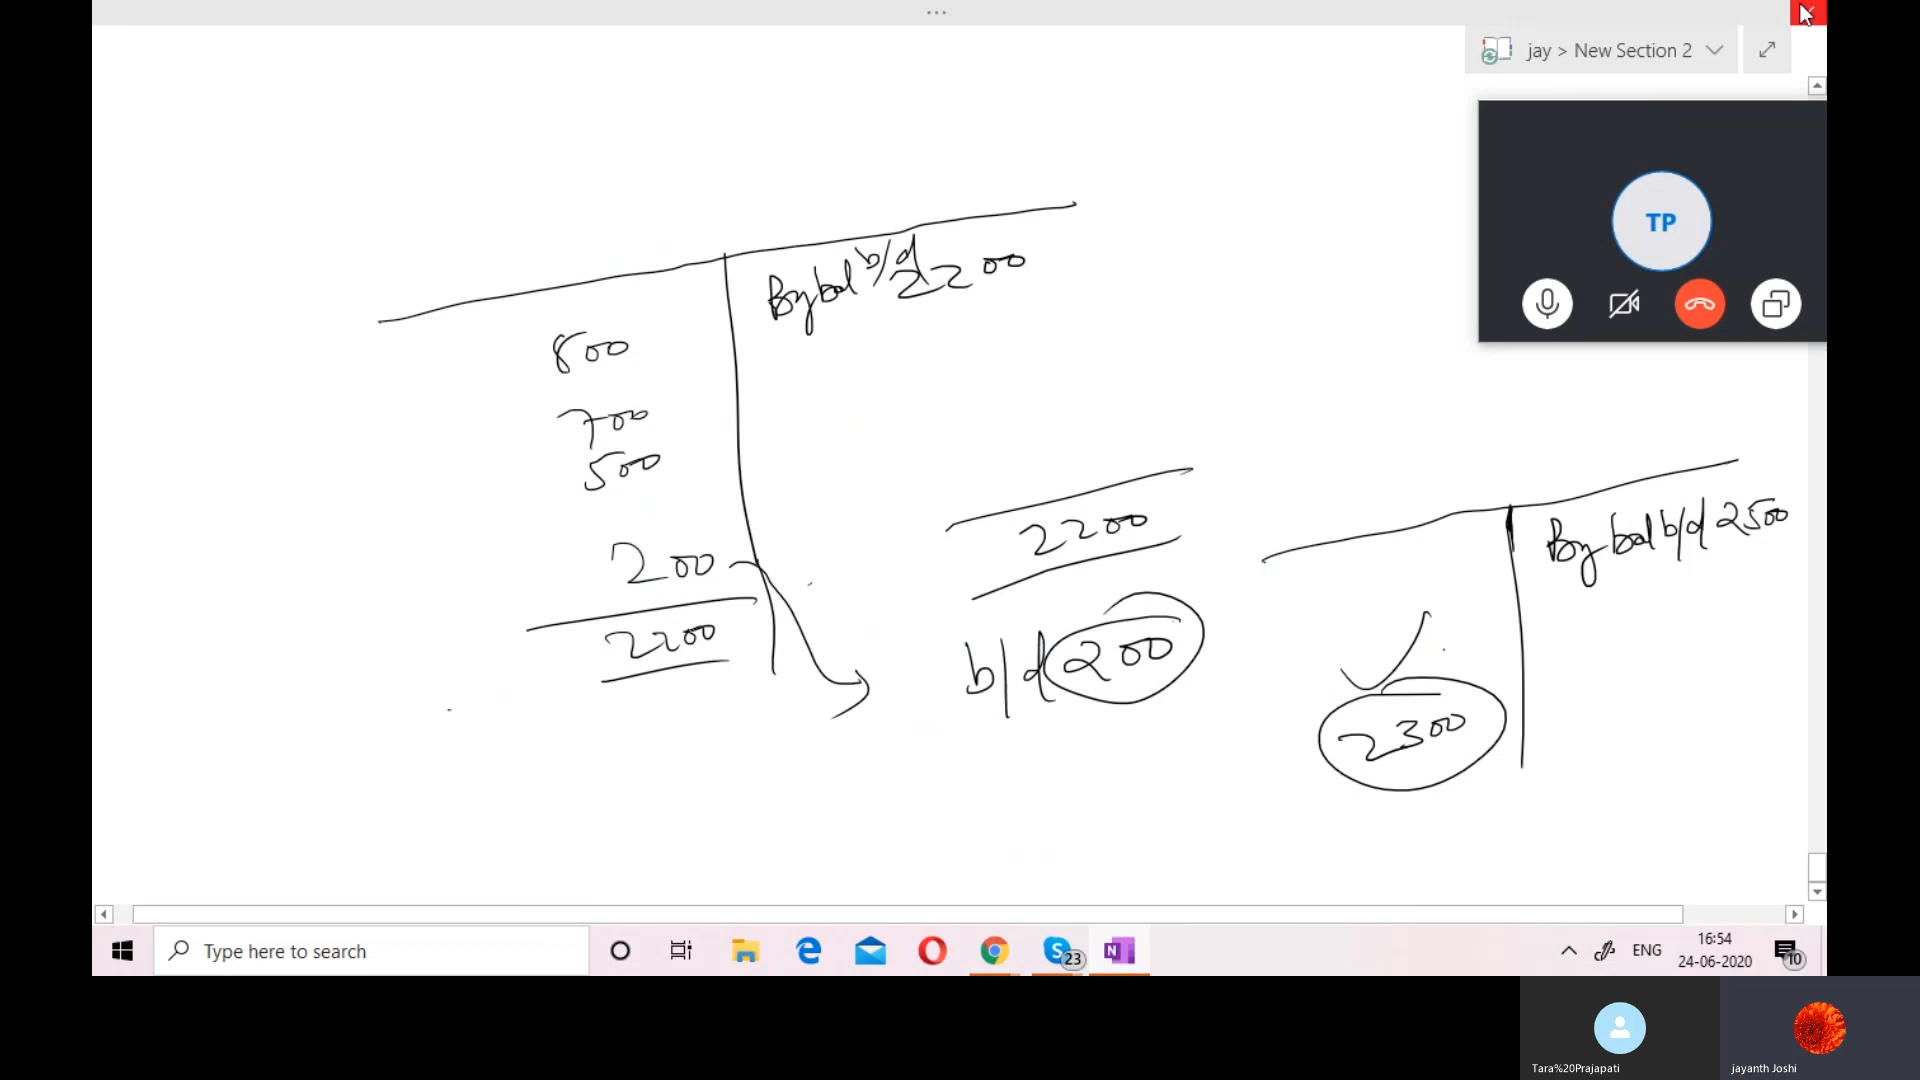 jay > New Section 2
TP
By bal b/d 2200
800
700
500
200
2200
2200
b/d 200
By bal b/d 2500
2300
Type here to search
23
N
ENG
16:54
24-06-2020
10
Tara%20Prajapati
jayanth Joshi